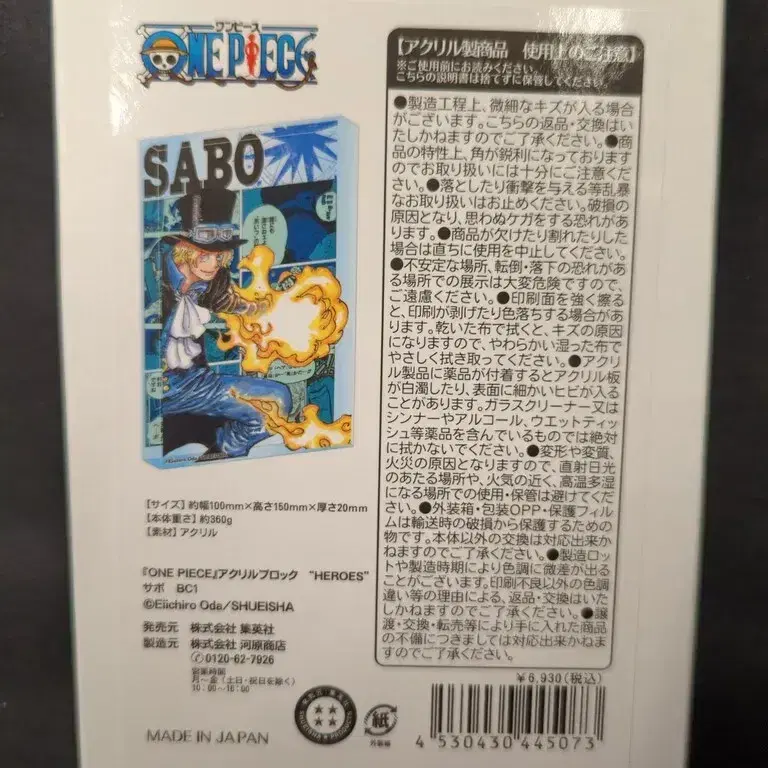 ワンピース
ONE PIECE
SABO
©Eiichiro Oda/SHUEISHA
【サイズ】約幅100mm×高さ150mm×厚さ20mm
【本体重さ】約360g
【素材】アクリル
『ONE PIECE』アクリルブロック “HEROES”
サボ BC1
©Eiichiro Oda/SHUEISHA
発売元 株式会社 集英社
製造元 株式会社 河原商店
0120-62-7926
営業時間
月～金(土・日・祝日を除く)
10:00~16:00
MADE IN JAPAN
【アクリル製商品 使用上のご注意】
※ご使用前にお読みください。
こちらの説明書は捨てずに保管してください。
●製造工程上、微細なキズが入る場合
がございます。こちらの返品・交換はい
たしかねますのでご了承ください。●商
品の特性上、角が鋭利になっております
のでお取り扱いには十分にご注意くだ
さい。●落としたり衝撃を与える等乱暴
なお取り扱いはお止めください。破損の
原因となり、思わぬケガをする恐れがあ
ります。●商品が欠けたり割れたりした
場合は直ちに使用を中止してください。
●不安定な場所、転倒・落下の恐れがあ
る場所での展示は大変危険ですので、
ご遠慮ください。●印刷面を強く擦る
と、印刷が剥げたり色落ちする場合があ
ります。乾いた布で拭くと、キズの原因
になりますので、やわらかい湿った布で
やさしく拭き取ってください。●アクリ
ル製品に薬品が付着するとアクリル板
が白濁したり、表面に細かいヒビが入る
ことがあります。ガラスクリーナー又は
シンナーやアルコール、ウエットティッ
シュ等薬品を含んでいるものでは絶対
に拭かないでください。●変形や変質、
火災の原因となりますので、直射日光
のあたる場所や、火気の近く、高温多湿
になる場所での使用・保管は避けてくだ
さい。●外装箱・包装OPP・保護フィル
ムは輸送時の破損から保護するための
物です。本体以外の交換は対応出来か
ねますのでご了承ください。●製造ロッ
トや製造時期により色調に微差が出る
ことがございます。印刷不良以外の色調
違い等の理由による、返品・交換はいた
しかねますのでご了承ください。●譲
渡・交換・転売等により手に入れた商品
の不備につきましては対応出来かねま
すのでご了承ください。
￥6,930(税込)
紙
外装箱
4 530430 445073